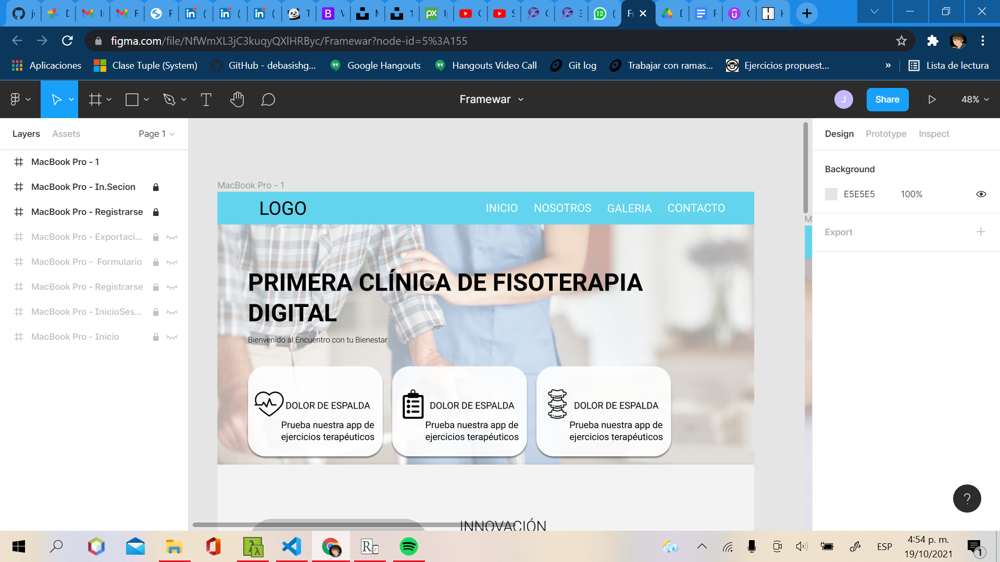 figma.com/file/NfWmXL3jC3kuqyQXlHRByc/Framewar?node-id=5%3A155
Aplicaciones Clase Tuple (System) GitHub - debasishg... Google Hangouts Hangouts Video Call Git log Trabajar con ramas... Ejercicios propuest... » Lista de lectura
Framewar J Share 48%
Layers Assets Page 1
MacBook Pro - 1
MacBook Pro - In.Secion
MacBook Pro - Registrarse
MacBook Pro - Exportaci...
MacBook Pro - Formulario
MacBook Pro - Registrarse
MacBook Pro - InicioSes...
MacBook Pro - Inicio
MacBook Pro - 1
LOGO INICIO NOSOTROS GALERIA CONTACTO
PRIMERA CLÍNICA DE FISOTERAPIA
DIGITAL
Bienvenido al Encuentro con tu Bienestar
DOLOR DE ESPALDA
Prueba nuestra app de
ejercicios terapéuticos
DOLOR DE ESPALDA
Prueba nuestra app de
ejercicios terapéuticos
DOLOR DE ESPALDA
Prueba nuestra app de
ejercicios terapéuticos
INNOVACIÓN
M
Design Prototype Inspect
Background
E5E5E5 100%
Export
?
ESP
4:54 p. m.
19/10/2021
1